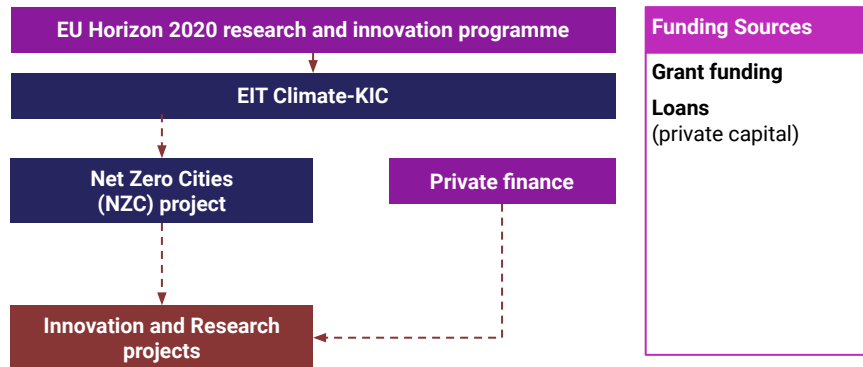 EU Horizon 2020 research and innovation programme
EIT Climate-KIC
Net Zero Cities
(NZC) project
Private finance
Innovation and Research
projects
Funding Sources
Grant funding
Loans
(private capital)